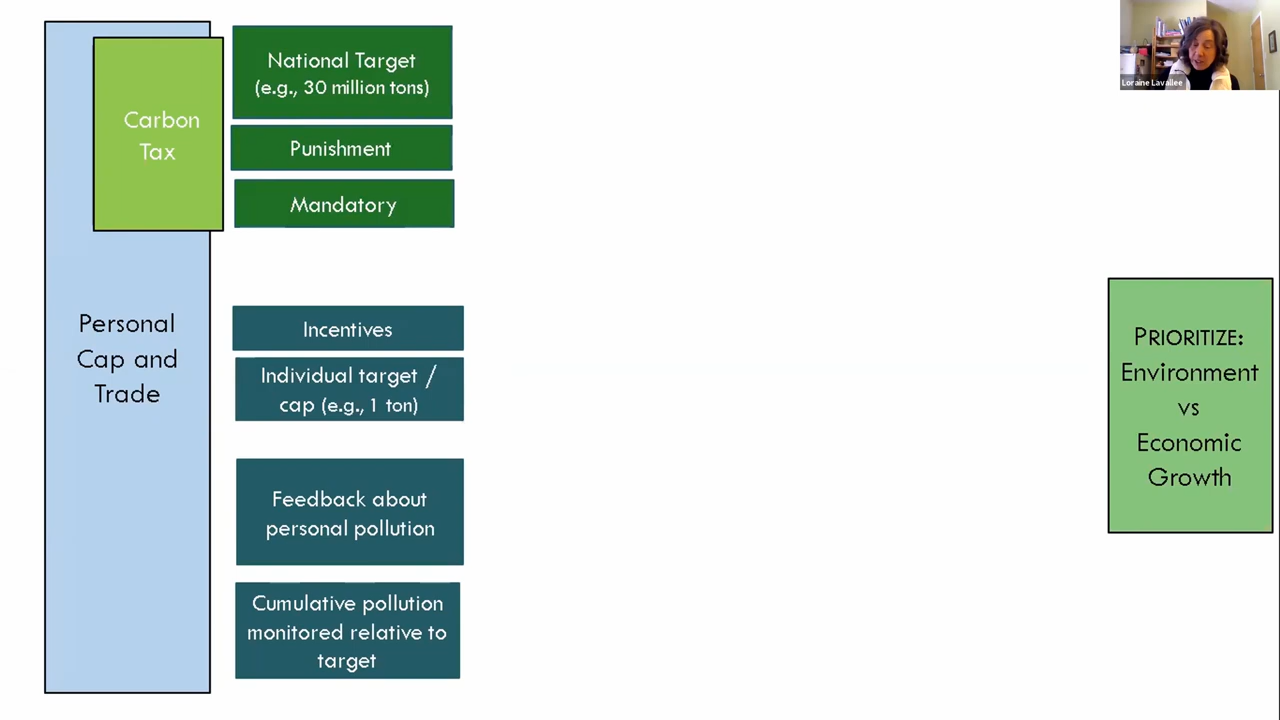 Carbon
Tax
National Target
(e.g., 30 million tons)
Punishment
Mandatory
Personal
Cap and
Trade
Incentives
Individual target /
cap (e.g., 1 ton)
Feedback about
personal pollution
Cumulative pollution
monitored relative to
target
PRIORITIZE:
Environment
vs
Economic
Growth
Loraine Lavallee